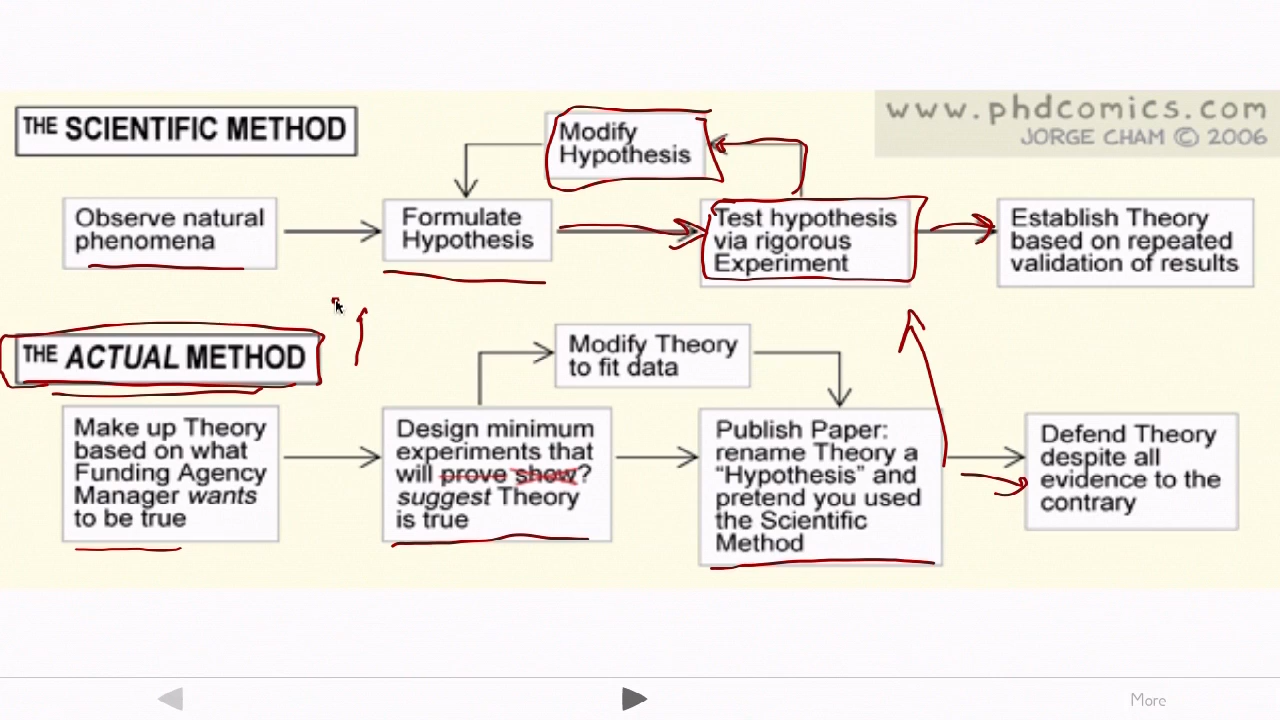 www.phdcomics.com
JORGE CHAM © 2006
THE SCIENTIFIC METHOD
Modify
Hypothesis
Observe natural
phenomena
Formulate
Hypothesis
Test hypothesis
via rigorous
Experiment
Establish Theory
based on repeated
validation of results
THE ACTUAL METHOD
Modify Theory
to fit data
Make up Theory
based on what
Funding Agency
Manager wants
to be true
Design minimum
experiments that
will prove show?
suggest Theory
is true
Publish Paper:
rename Theory a
“Hypothesis” and
pretend you used
the Scientific
Method
Defend Theory
despite all
evidence to the
contrary
More